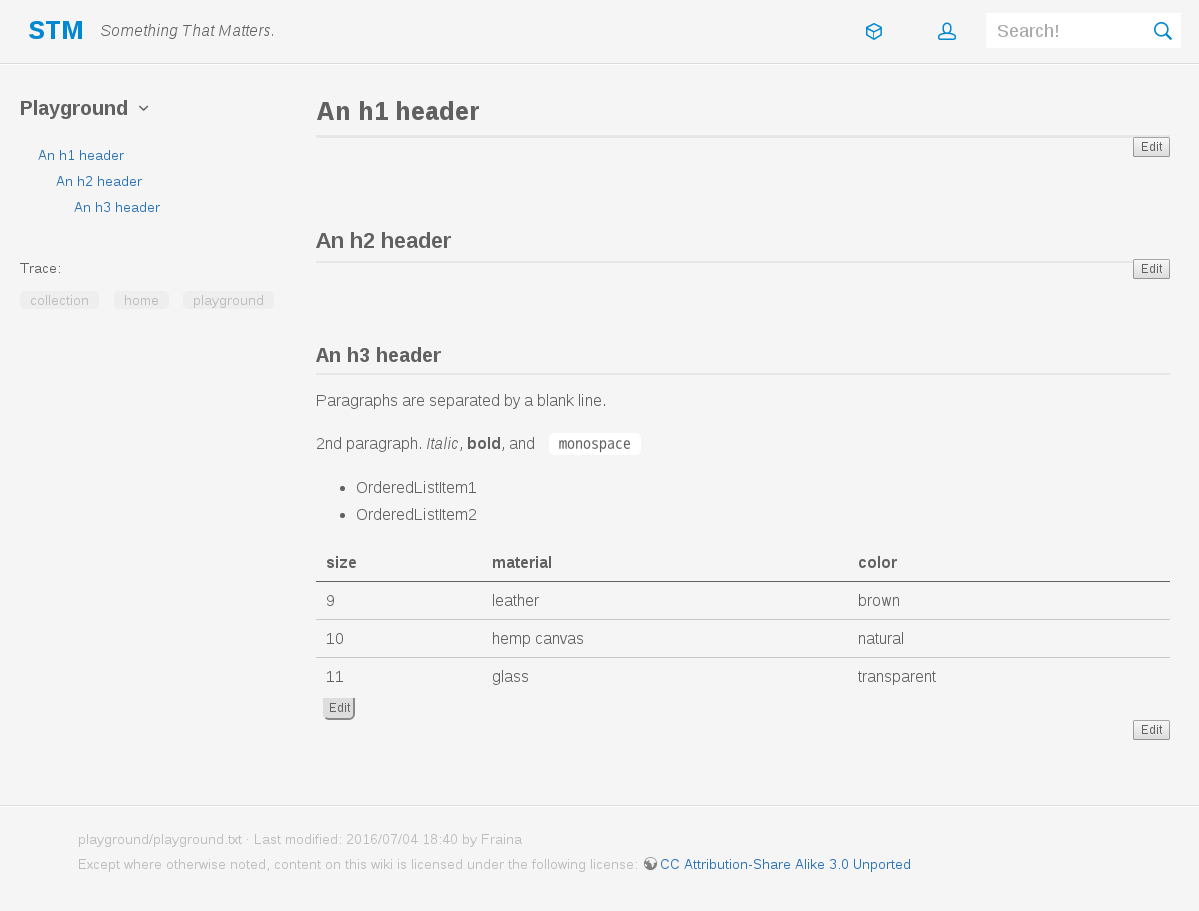 STM Something That Matters. Search!
Playground
An h1 header
An h2 header
An h3 header
Trace:
collection home playground
An h1 header
Edit
An h2 header
Edit
An h3 header
Paragraphs are separated by a blank line.
2nd paragraph. Italic, bold, and monospace
• OrderedListItem1
• OrderedListItem2
size material color
9 leather brown
10 hemp canvas natural
11 glass transparent
Edit
Edit
playground/playground.txt · Last modified: 2016/07/04 18:40 by Fraina
Except where otherwise noted, content on this wiki is licensed under the following license: CC Attribution-Share Alike 3.0 Unported